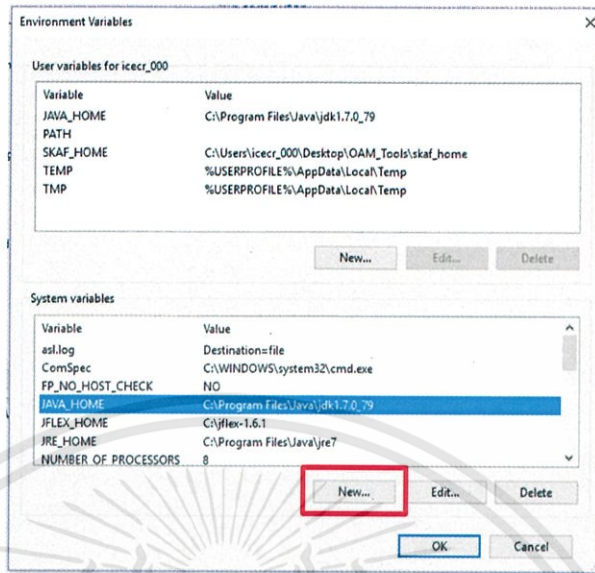 Environment Variables
User variables for icecr_000
Variable Value
JAVA_HOME C:\Program Files\Java\jdk1.7.0_79
PATH
SKAF_HOME C:\Users\icecr_000\Desktop\OAM_Tools\skaf_home
TEMP %USERPROFILE%\AppData\Local\Temp
TMP %USERPROFILE%\AppData\Local\Temp
New... Edit... Delete
System variables
Variable Value
asl.log Destination=file
ComSpec C:\WINDOWS\system32\cmd.exe
FP_NO_HOST_CHECK NO
JAVA_HOME C:\Program Files\Java\jdk1.7.0_79
JFLEX_HOME C:\jflex-1.6.1
JRE_HOME C:\Program Files\Java\jre7
NUMBER_OF_PROCESSORS 8
New... Edit... Delete
OK Cancel